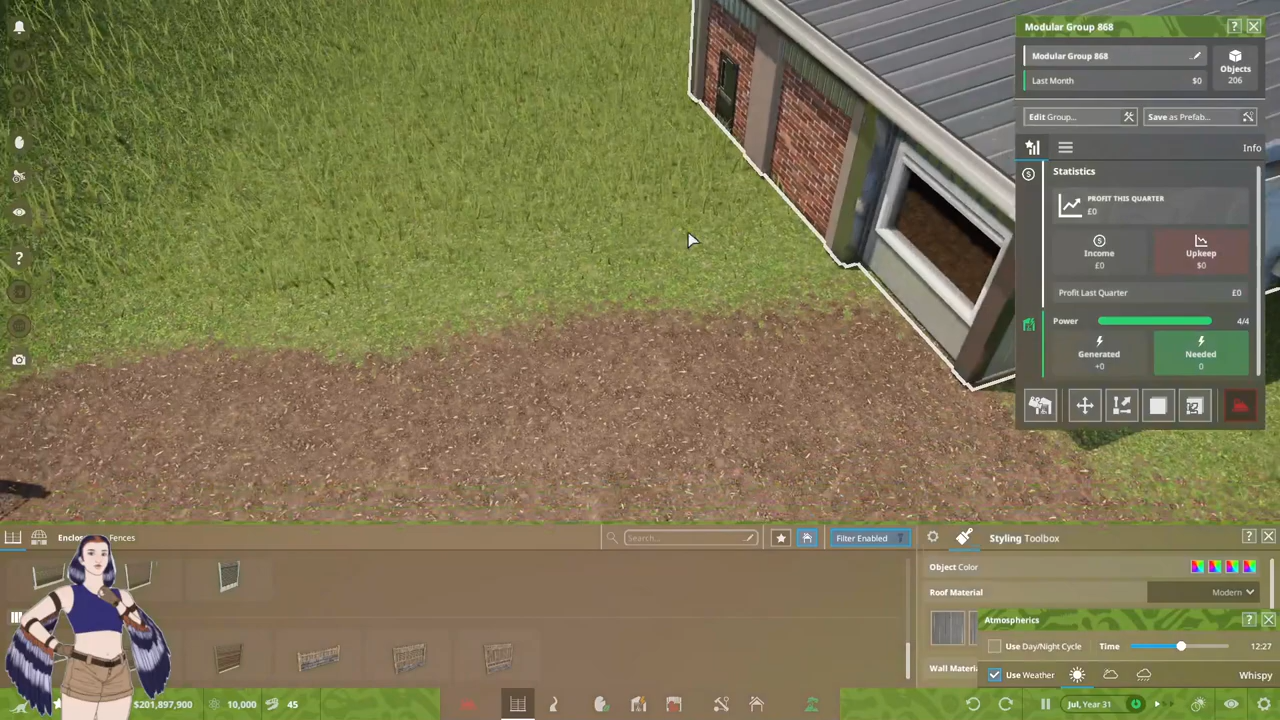 Modular Group 868
?
Modular Group 868
Last Month $0
Objects
206
Edit Group...
Save as Prefab...
Info
Statistics
PROFIT THIS QUARTER
£0
Income
£0
Upkeep
$0
Profit Last Quarter £0
Power 4/4
Generated
+0
Needed
0
?
Fences
Search...
Filter Enabled
Styling Toolbox
?
Object Color
Roof Material
Modern
Atmospherics
?
Use Day/Night Cycle
Time
12:27
Use Weather
Whispy
$201,897,900
10,000
45
Jul, Year 31